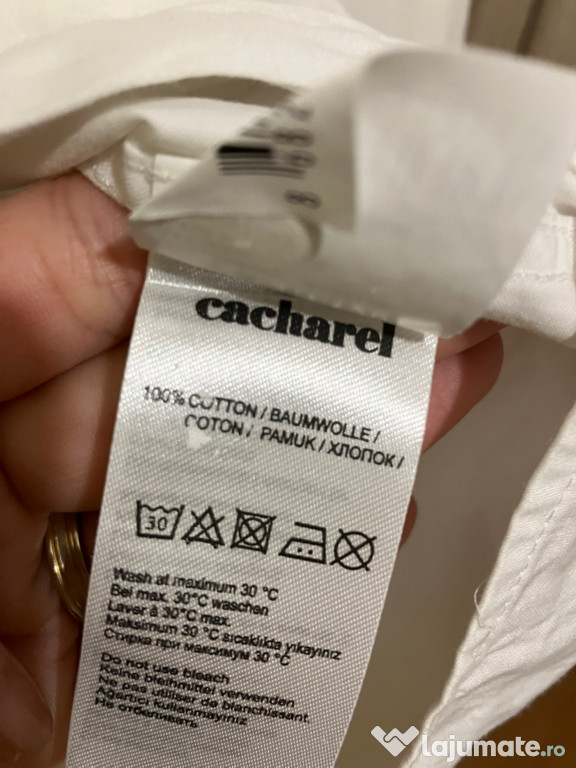 cacharel
100% COTTON / BAUMWOLLE /
COTON / PAMUK / ХЛОПОК /
30
Wash at maximum 30 °C
Bei max. 30°C waschen
Laver à 30°C max.
Maksimum 30 °C sıcaklıkta yıkayınız
Стирка при максимум 30 °C
Do not use bleach
Keine bleihmittel verwenden
Ne pas utiliser de blanchissant.
Ağartici kullanmayınız
Не отбеливать
lajumate.ro